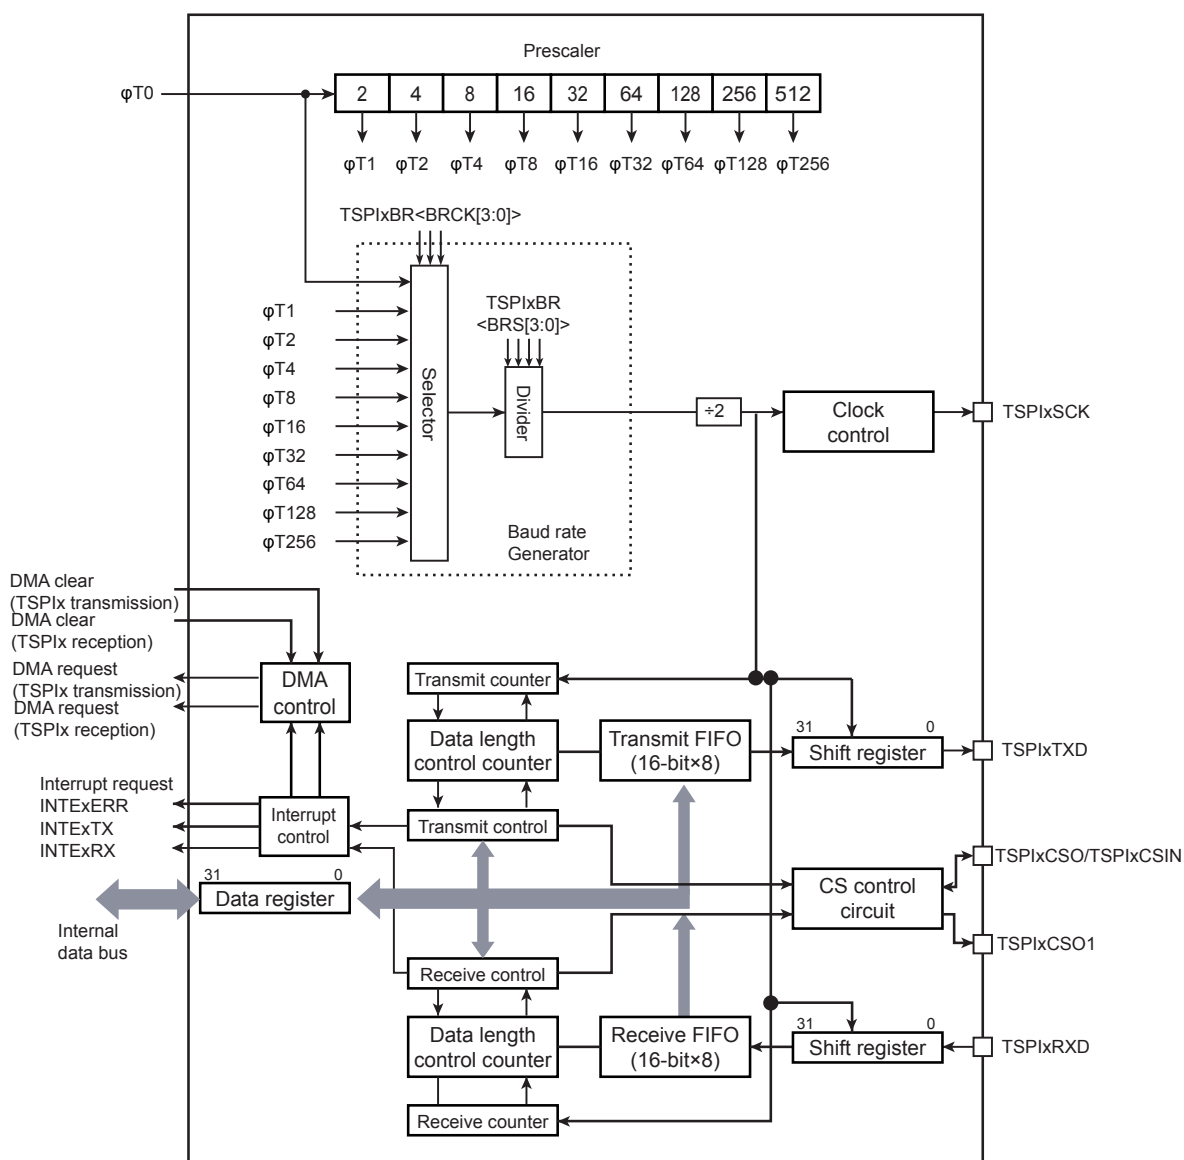 Prescaler
φT0
2 4 8 16 32 64 128 256 512
φT1 φT2 φT4 φT8 φT16 φT32 φT64 φT128 φT256
TSPIxBR<BRCK[3:0]>
TSPIxBR
<BRS[3:0]>
φT1
φT2
φT4
φT8
φT16
φT32
φT64
φT128
φT256
Selector
Divider
÷2
Clock
control
TSPIxSCK
Baud rate
Generator
DMA clear
(TSPIx transmission)
DMA clear
(TSPIx reception)
DMA request
(TSPIx transmission)
DMA request
(TSPIx reception)
DMA
control
Transmit counter
Data length
control counter
Transmit FIFO
(16-bit×8)
31 0
Shift register
TSPIxTXD
Interrupt request
INTExERR
INTExTX
INTExRX
Interrupt
control
Transmit control
31 0
Data register
Internal
data bus
CS control
circuit
TSPIxCSO/TSPIxCSIN
TSPIxCSO1
Receive control
Data length
control counter
Receive FIFO
(16-bit×8)
31 0
Shift register
TSPIxRXD
Receive counter